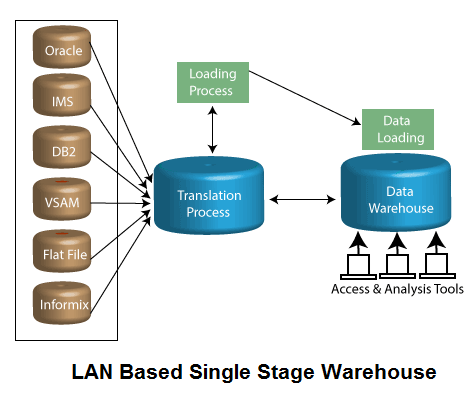 Oracle
IMS
DB2
VSAM
Flat File
Informix
Loading
Process
Translation
Process
Data
Loading
Data
Warehouse
Access & Analysis Tools
LAN Based Single Stage Warehouse